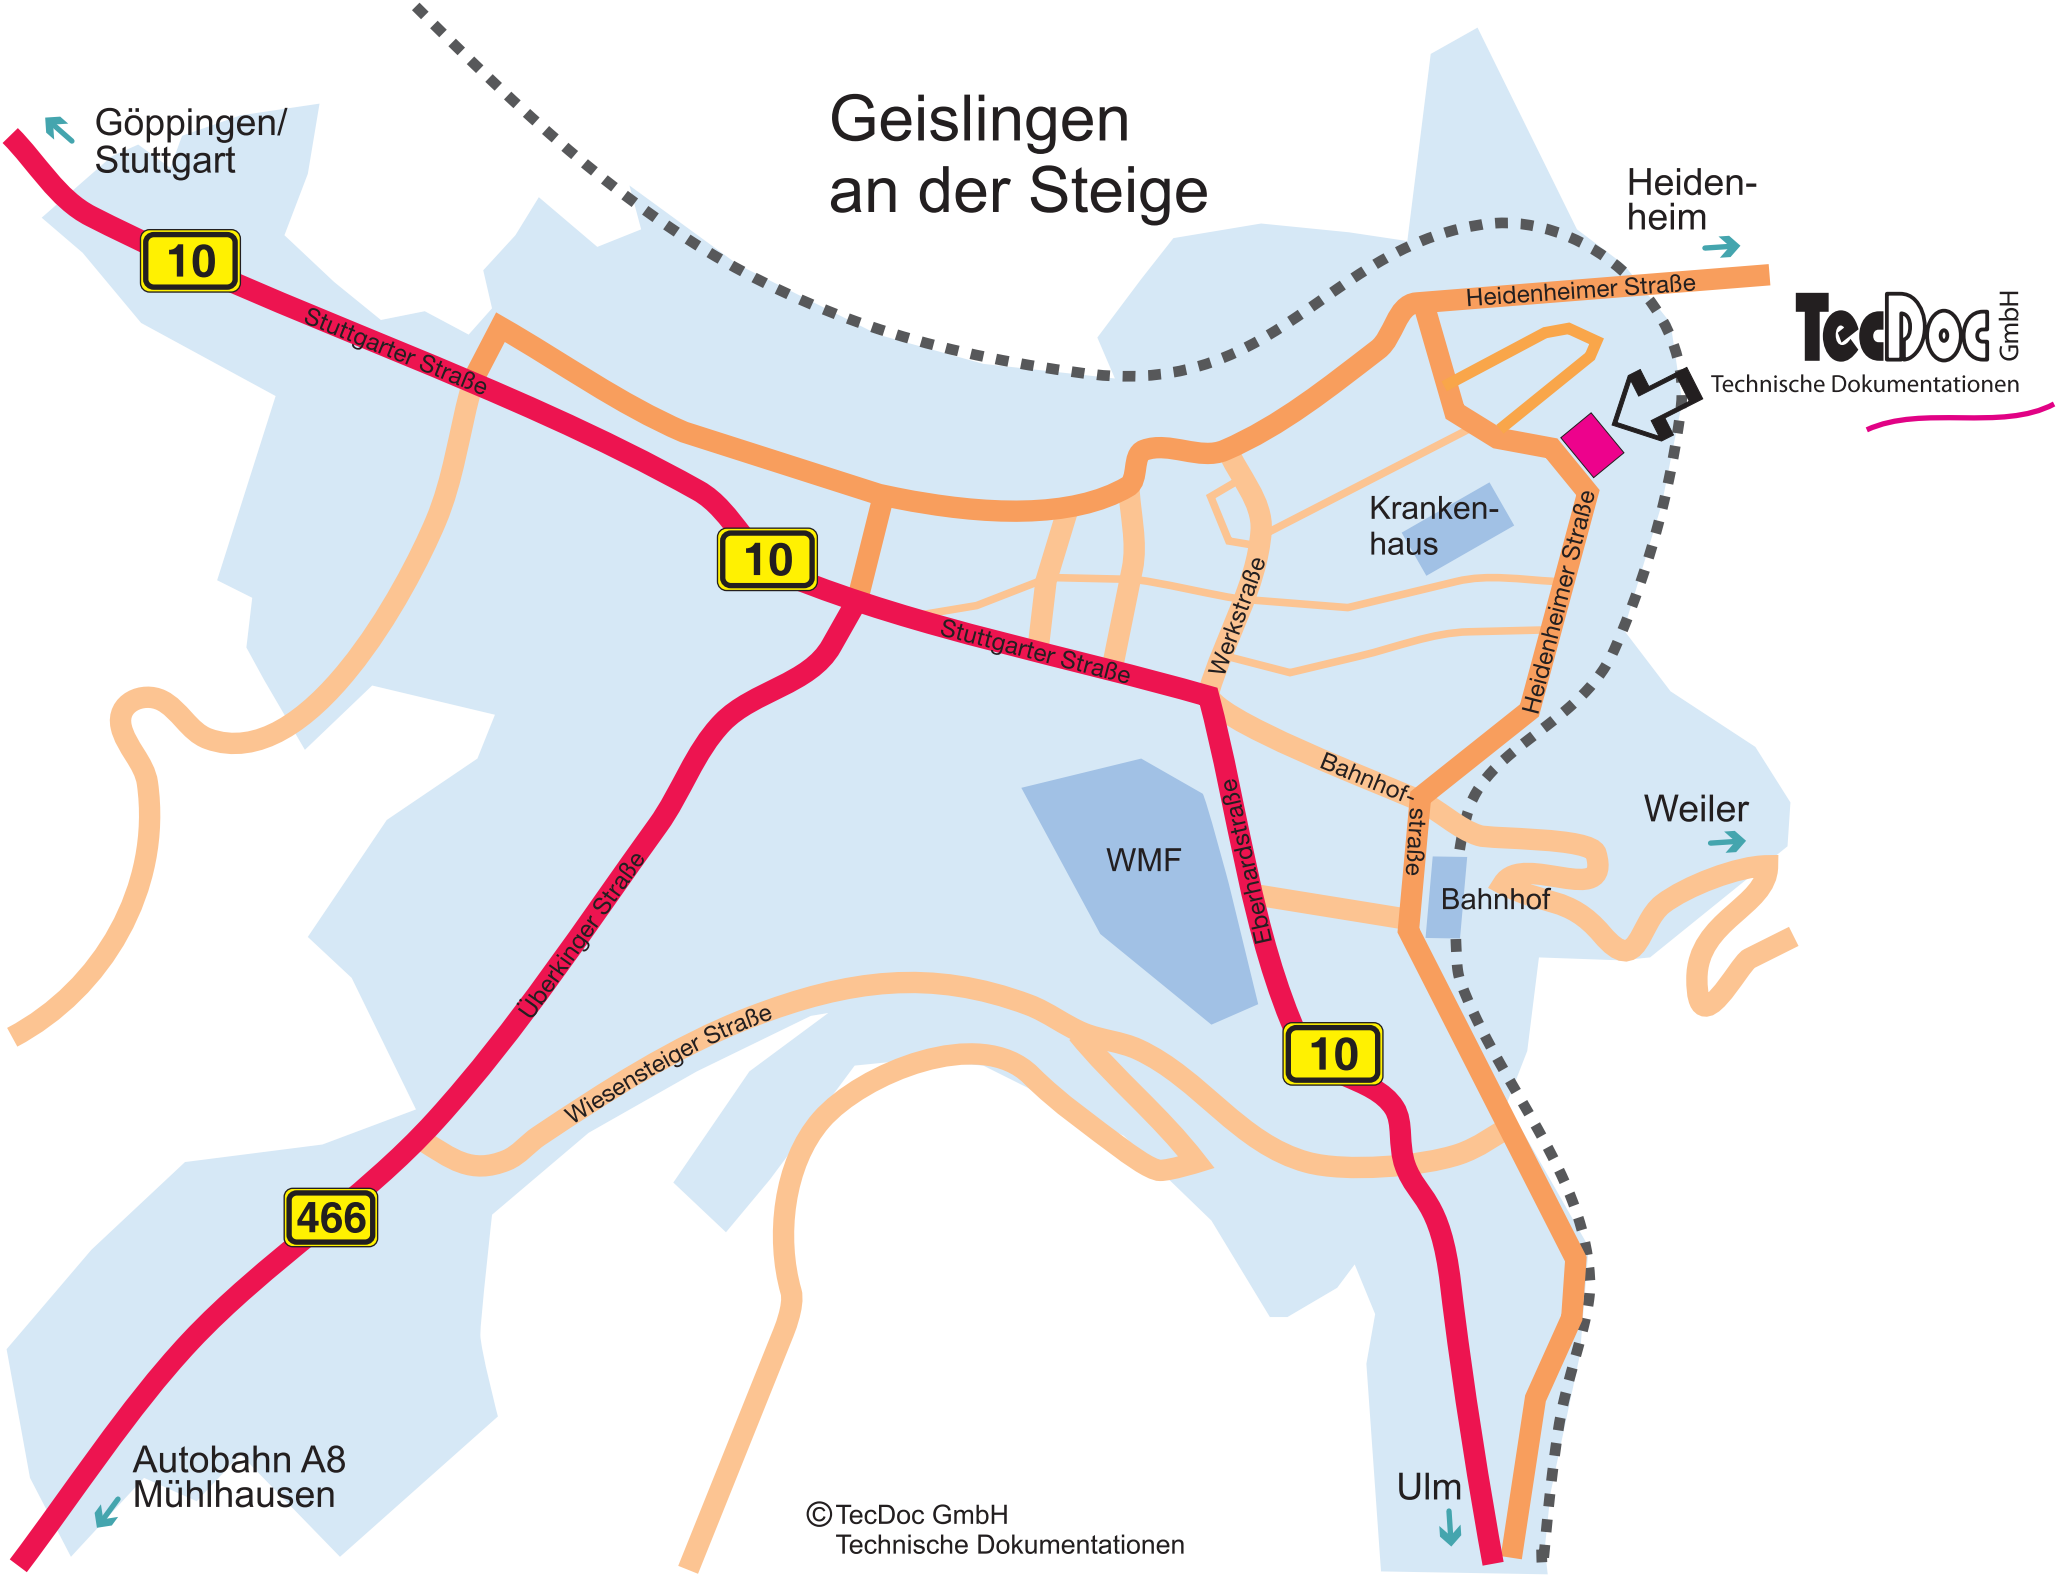 Geislingen
an der Steige
Göppingen/
Stuttgart
10
Stuttgarter Straße
Heiden-
heim
Heidenheimer Straße
TecDoc GmbH
Technische Dokumentationen
10
Stuttgarter Straße
Kranken-
haus
Werkstraße
Heidenheimer Straße
Bahnhof-
straße
Eberhardstraße
WMF
Weiler
Bahnhof
Überkinger Straße
Wiesensteiger Straße
10
466
Autobahn A8
Mühlhausen
Ulm
© TecDoc GmbH
Technische Dokumentationen